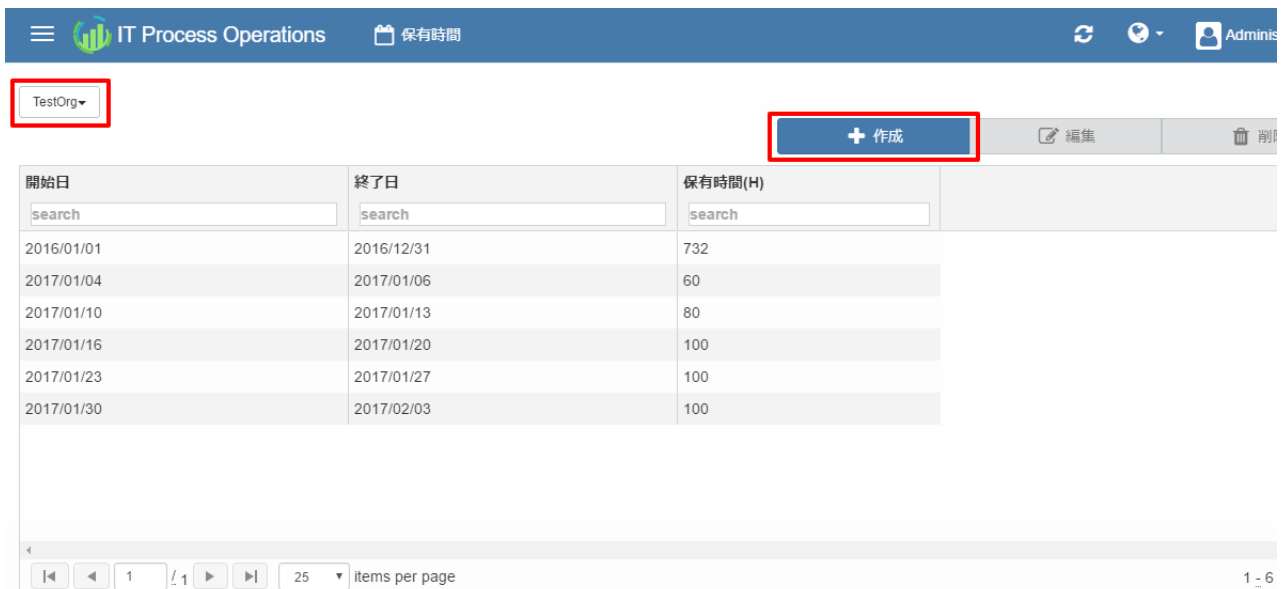 IT Process Operations 保有時間 Adminis
TestOrg
作成 編集 削除
開始日 終了日 保有時間(H)
search search search
2016/01/01 2016/12/31 732
2017/01/04 2017/01/06 60
2017/01/10 2017/01/13 80
2017/01/16 2017/01/20 100
2017/01/23 2017/01/27 100
2017/01/30 2017/02/03 100
1 / 1 25 items per page 1 - 6